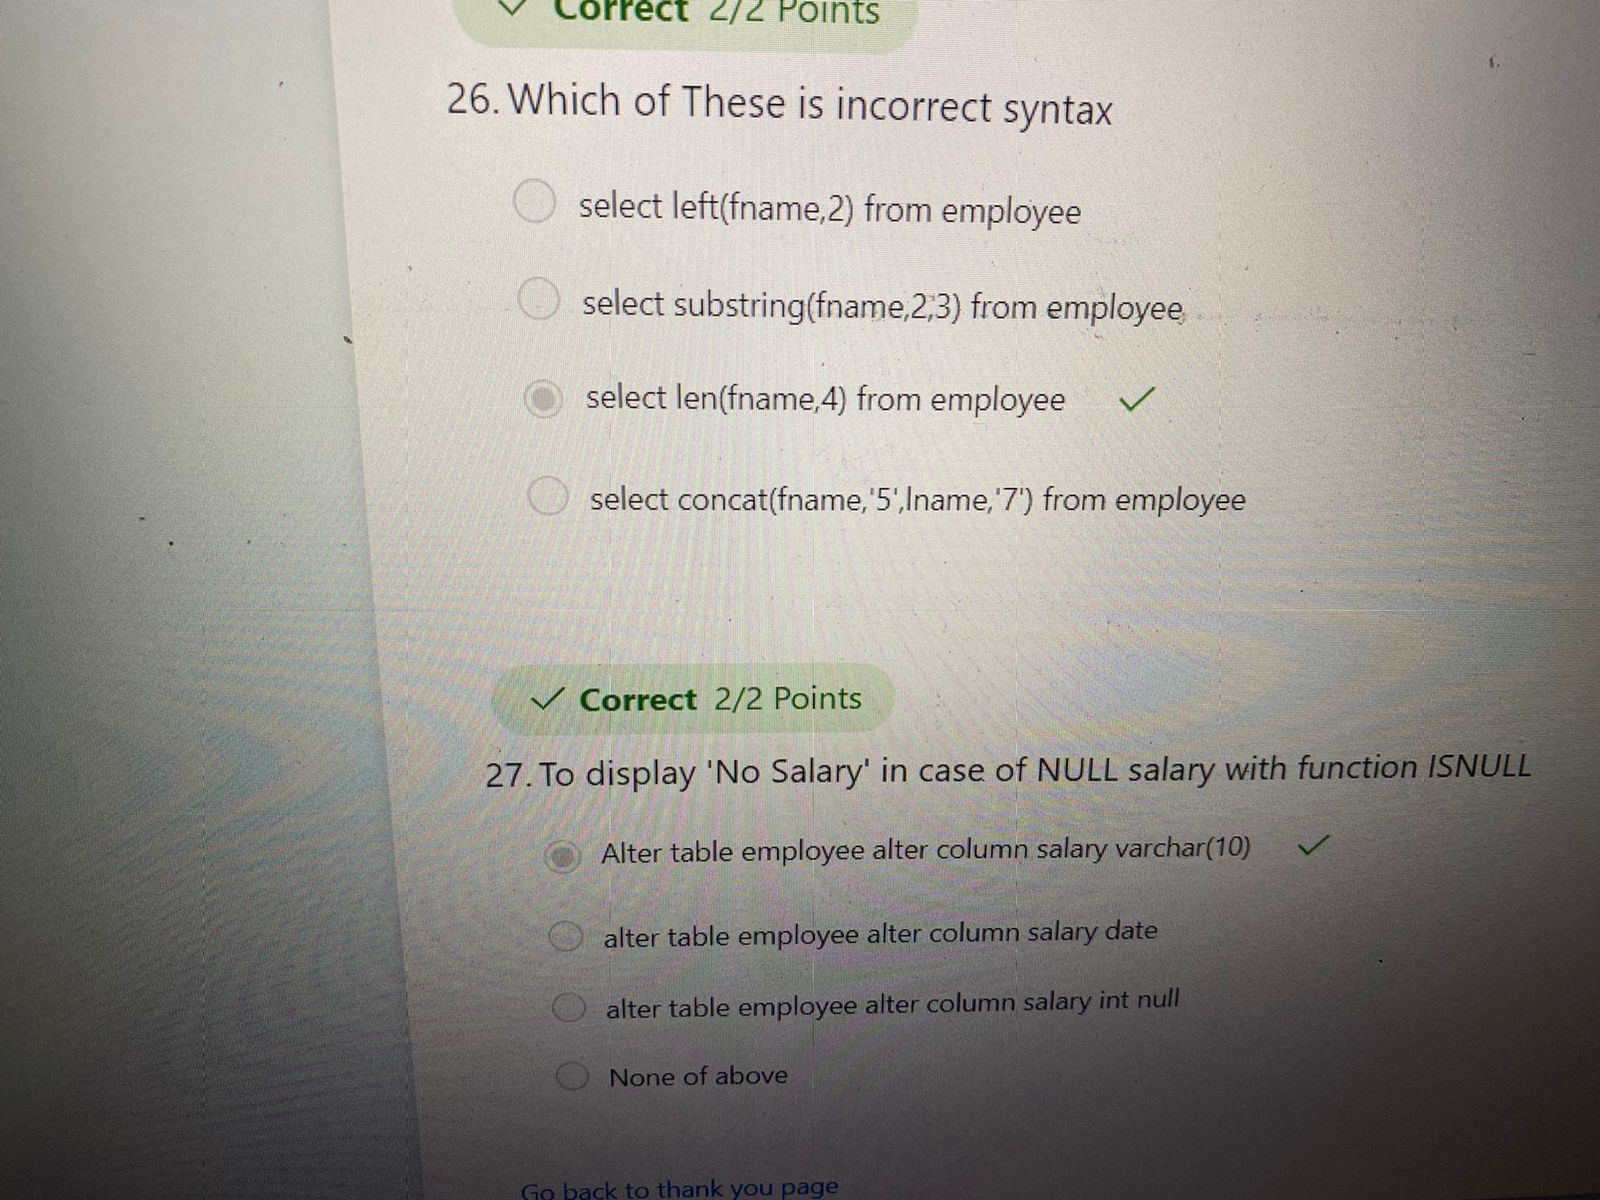 Correct 2/2 Points
26. Which of These is incorrect syntax
select left(fname,2) from employee
select substring(fname,2,3) from employee
select len(fname,4) from employee
select concat(fname,'5',lname,'7') from employee
Correct 2/2 Points
27. To display 'No Salary' in case of NULL salary with function ISNULL
Alter table employee alter column salary varchar(10)
alter table employee alter column salary date
alter table employee alter column salary int null
None of above
Go back to thank you page